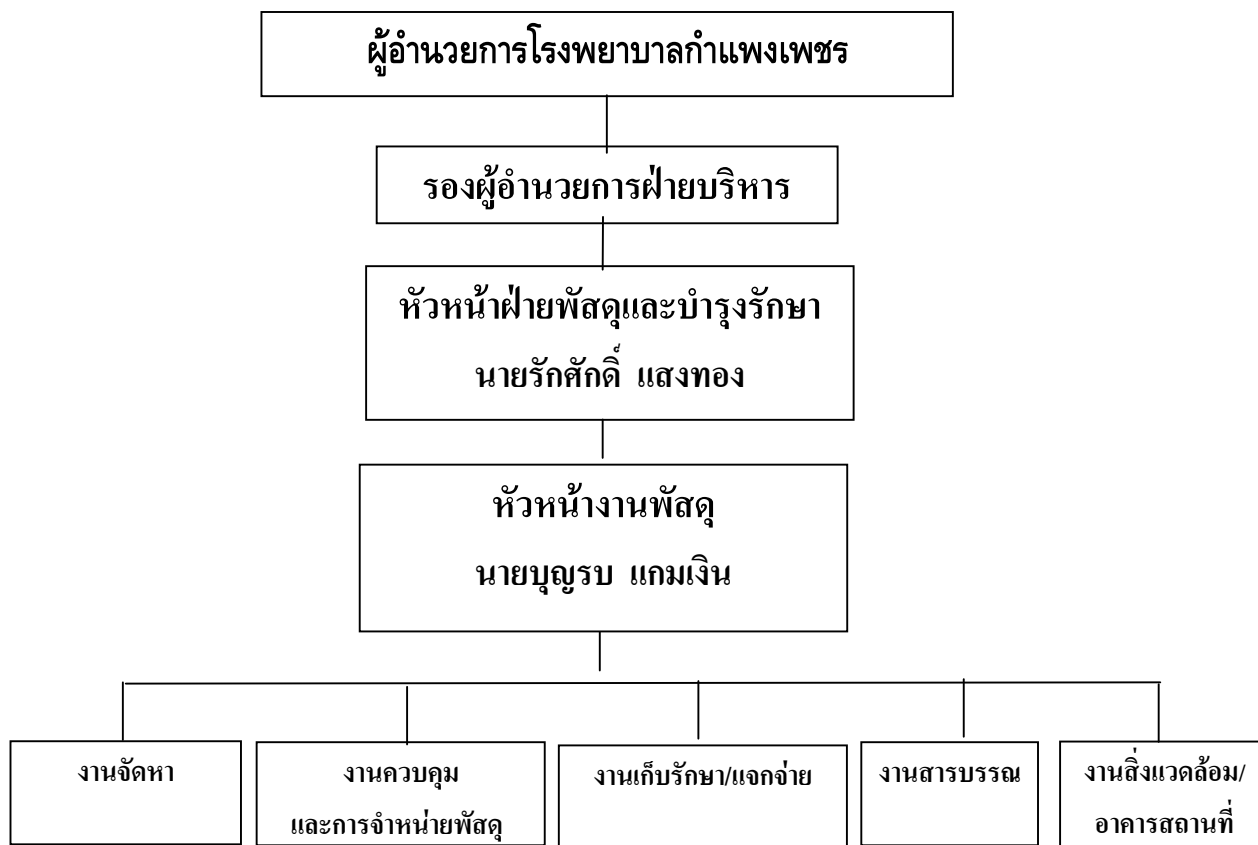 ผู้อำนวยการโรงพยาบาลกำแพงเพชร
รองผู้อำนวยการฝ่ายบริหาร
หัวหน้าฝ่ายพัสดุและบำรุงรักษา
นายรักศักดิ์ แสงทอง
หัวหน้างานพัสดุ
นายบุญรบ แกมเงิน
งานจัดหา
งานควบคุม
และการจำหน่ายพัสดุ
งานเก็บรักษา/แจกจ่าย
งานสารบรรณ
งานสิ่งแวดล้อม/
อาคารสถานที่